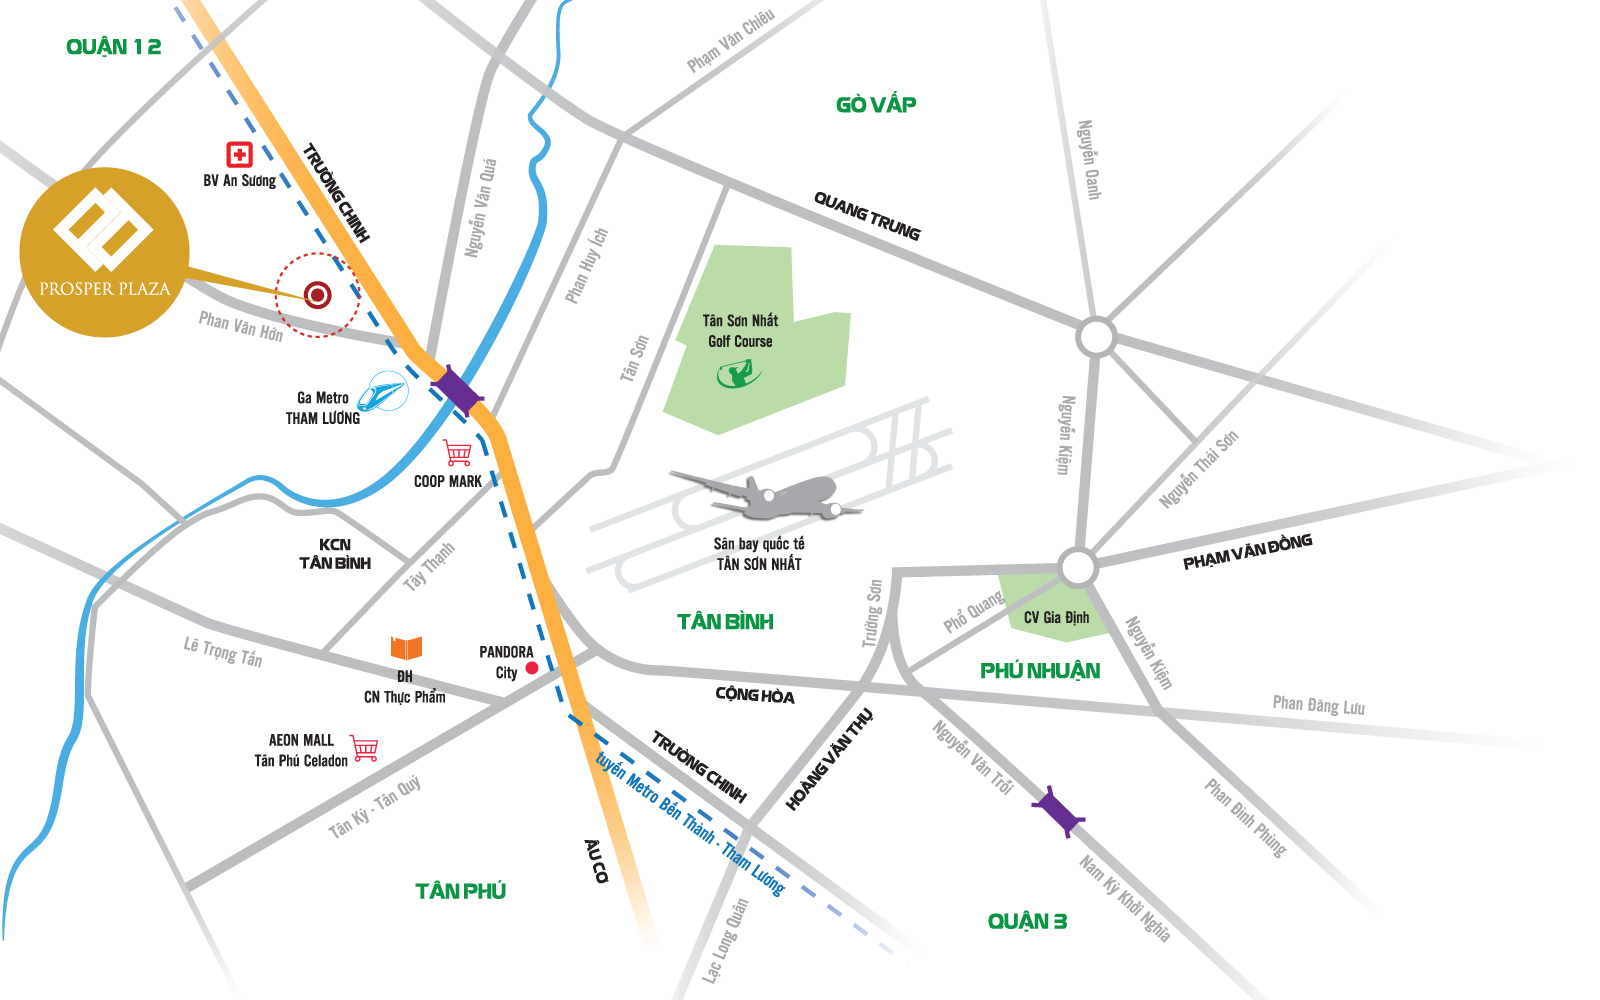 QUẬN 12
Phạm Văn Chiêu
GÒ VẤP
BV An Sương
TRƯỜNG CHINH
Nguyễn Văn Quá
Nguyễn Oanh
QUANG TRUNG
Phan Huy Ích
PROSPER PLAZA
Phan Văn Hớn
Tân Sơn Nhất
Golf Course
Tân Sơn
Ga Metro
THAM LƯƠNG
Nguyễn Kiệm
Nguyễn Thái Sơn
COOP MARK
KCN
TÂN BÌNH
Tây Thạnh
Sân bay quốc tế
TÂN SƠN NHẤT
PHẠM VĂN ĐỒNG
Trường Sơn
Phổ Quang
CV Gia Định
TÂN BÌNH
Lê Trọng Tấn
PANDORA
City
ĐH
CN Thực Phẩm
Nguyễn Kiệm
PHÚ NHUẬN
CỘNG HÒA
Phan Đăng Lưu
AEON MALL
Tân Phú Celadon
TRƯỜNG CHINH
HOÀNG VĂN THỤ
Nguyễn Văn Trỗi
Tân Kỳ - Tân Quý
tuyến Metro Bến Thành - Tham Lương
Phan Đình Phùng
ÂU CƠ
TÂN PHÚ
Lạc Long Quân
QUẬN 3
Nam Kỳ Khởi Nghĩa